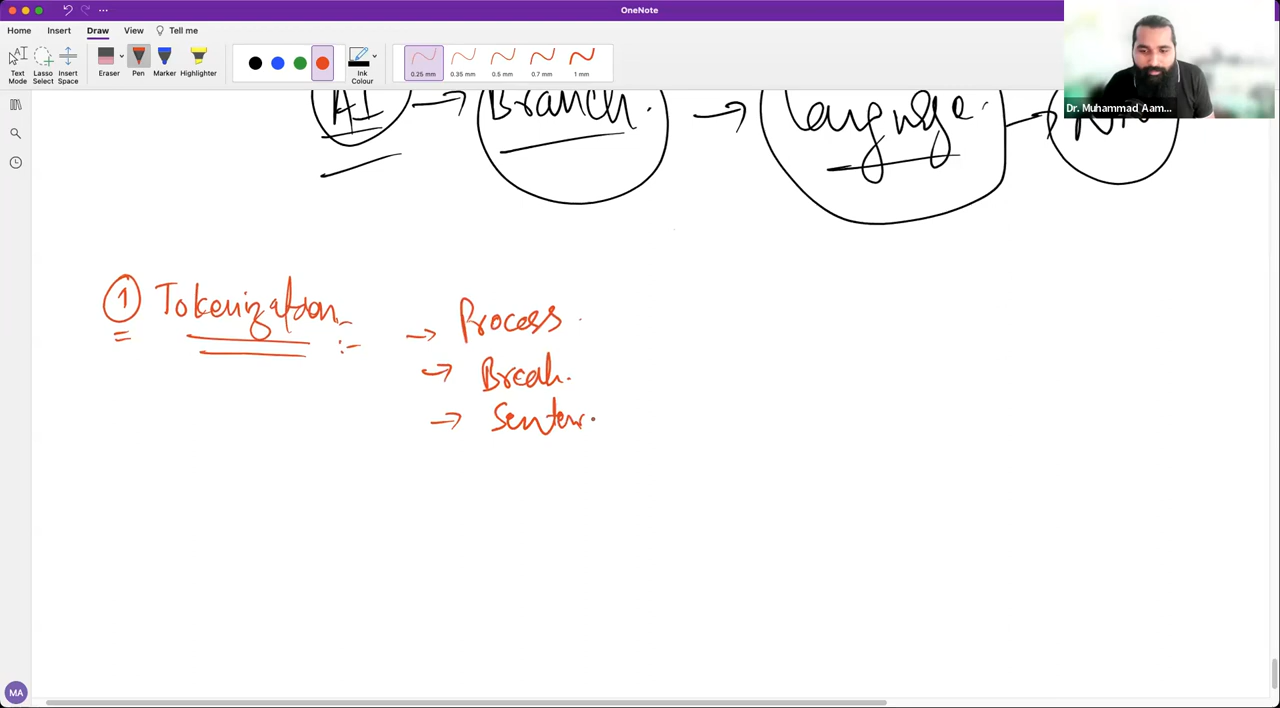 OneNote
Home Insert Draw View Tell me
Text Mode
Lasso Select
Insert Space
Eraser
Pen
Marker
Highlighter
Ink Colour
0.25 mm
0.35 mm
0.5 mm
0.7 mm
1 mm
Dr. Muhammad Aam...
AI → Branch. → Language. →
① Tokenization :-
→ Process
→ Break.
→ Senten
MA